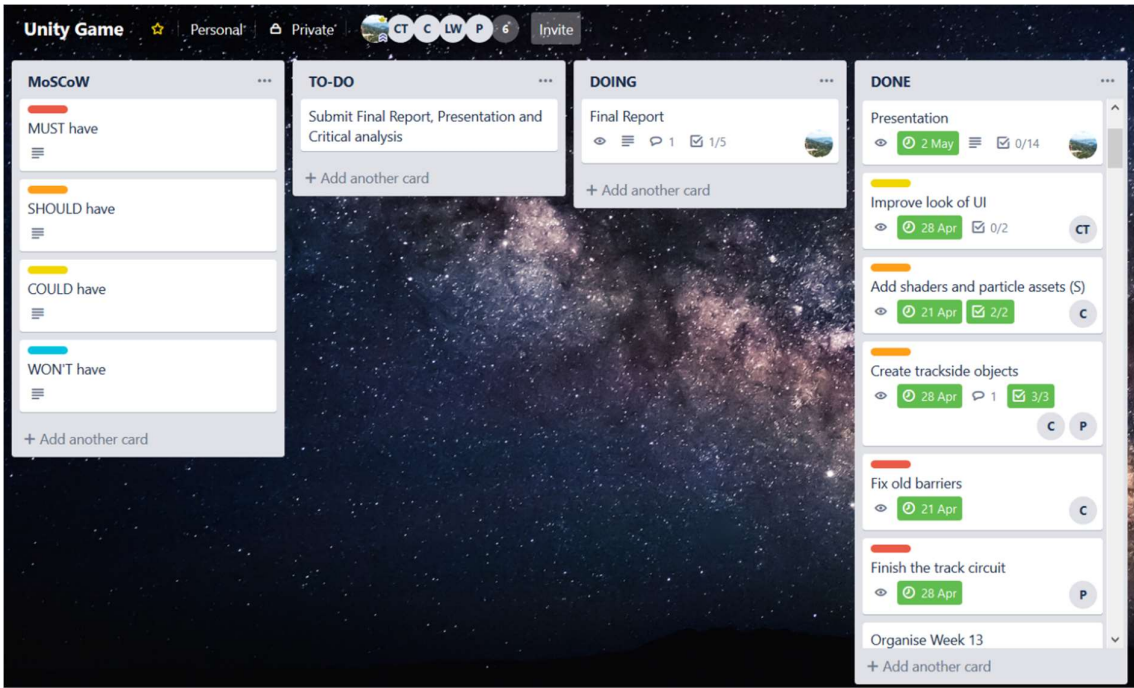 Unity Game Personal Private CT C LW P 6 Invite
MoSCoW
MUST have
SHOULD have
COULD have
WON'T have
+ Add another card
TO-DO
Submit Final Report, Presentation and
Critical analysis
+ Add another card
DOING
Final Report
1 1/5
+ Add another card
DONE
Presentation
2 May 0/14
Improve look of UI
28 Apr 0/2 CT
Add shaders and particle assets (S)
21 Apr 2/2 C
Create trackside objects
28 Apr 1 3/3
C P
Fix old barriers
21 Apr C
Finish the track circuit
28 Apr P
Organise Week 13
+ Add another card